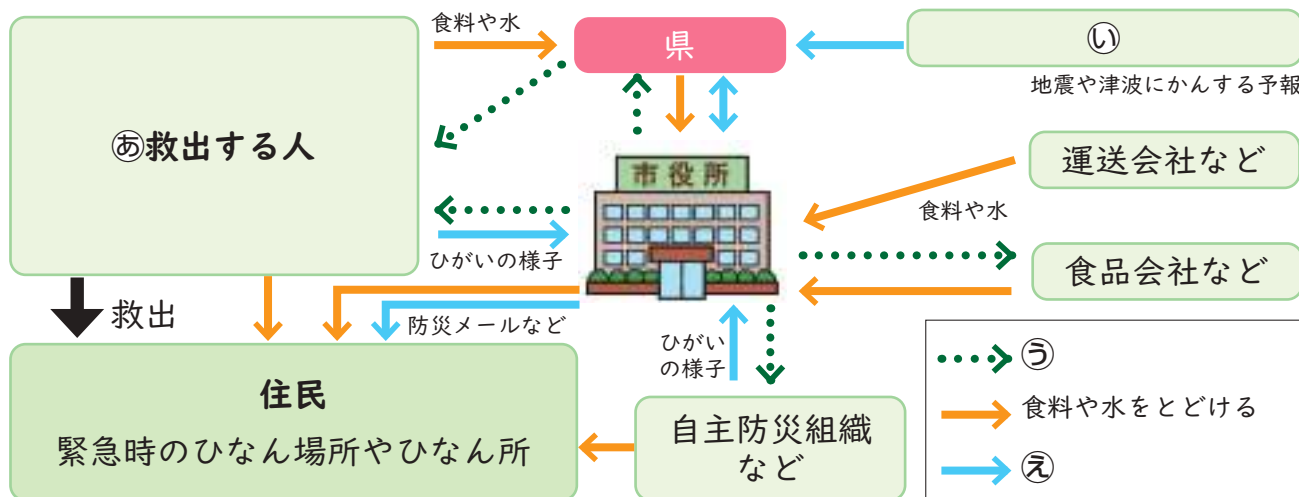 食料や水
県
㋑
地震や津波にかんする予報
㋐救出する人
市役所
運送会社など
食料や水
ひがいの様子
食品会社など
救出
防災メールなど
ひがい
の様子
住民
緊急時のひなん場所やひなん所
自主防災組織
など
う
食料や水をとどける
え